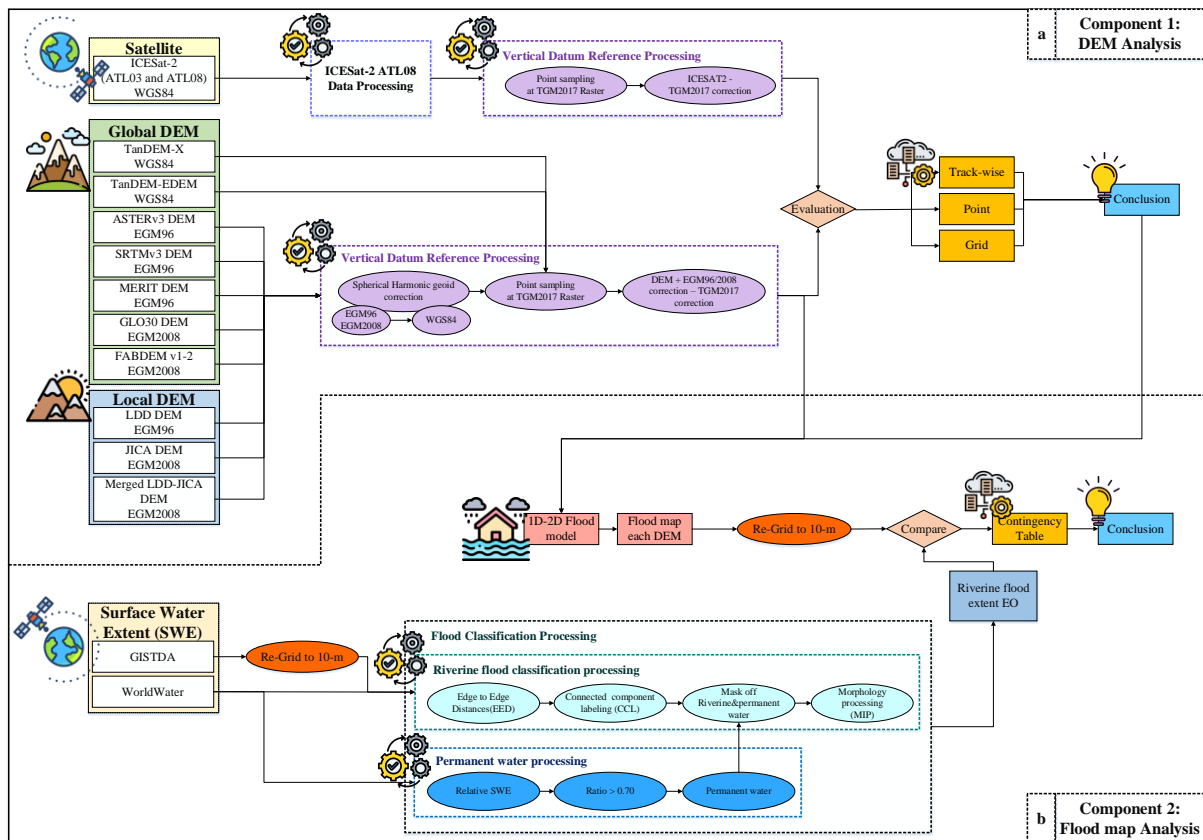 a
Component 1:
DEM Analysis
Satellite
ICESat-2
(ATL03 and ATL08)
WGS84
ICESat-2 ATL08
Data Processing
Vertical Datum Reference Processing
Point sampling
at TGM2017 Raster
ICESAT2 -
TGM2017 correction
Global DEM
TanDEM-X
WGS84
TanDEM-EDEM
WGS84
ASTERv3 DEM
EGM96
SRTMv3 DEM
EGM96
MERIT DEM
EGM96
GLO30 DEM
EGM2008
FABDEM v1-2
EGM2008
Vertical Datum Reference Processing
Spherical Harmonic geoid
correction
EGM96
EGM2008
WGS84
Point sampling
at TGM2017 Raster
DEM + EGM96/2008
correction – TGM2017
correction
Evaluation
Track-wise
Point
Grid
Conclusion
Local DEM
LDD DEM
EGM96
JICA DEM
EGM2008
Merged LDD-JICA
DEM
EGM2008
1D-2D Flood
model
Flood map
each DEM
Re-Grid to 10-m
Compare
Contingency
Table
Conclusion
Riverine flood
extent EO
Surface Water
Extent (SWE)
GISTDA
WorldWater
Re-Grid to 10-m
Flood Classification Processing
Riverine flood classification processing
Edge to Edge
Distances(EED)
Connected component
labeling (CCL)
Mask off
Riverine&permanent
water
Morphology
processing
(MIP)
Permanent water processing
Relative SWE
Ratio > 0.70
Permanent water
b
Component 2:
Flood map Analysis